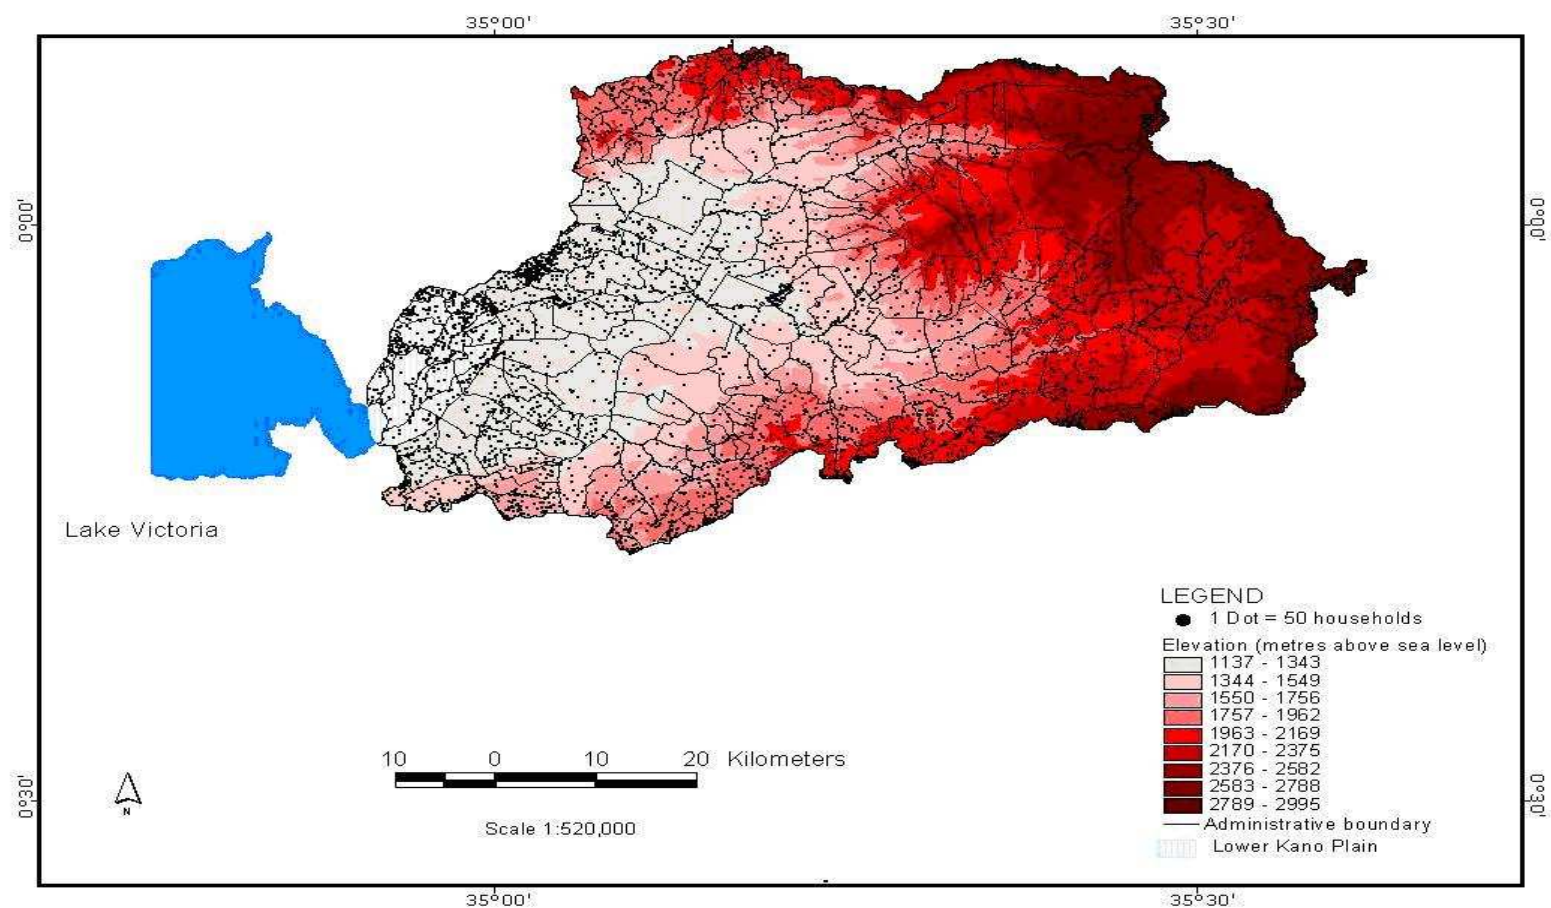 35°00' 35°30'
0°00' 0°00'
Lake Victoria
LEGEND
1 Dot = 50 households
Elevation (metres above sea level)
1137 - 1343
1344 - 1549
1550 - 1756
1757 - 1962
1963 - 2169
2170 - 2375
2376 - 2582
2583 - 2788
2789 - 2995
Administrative boundary
Lower Kano Plain
10 0 10 20 Kilometers
N
Scale 1:520,000
0°30' 0°30'
35°00' 35°30'